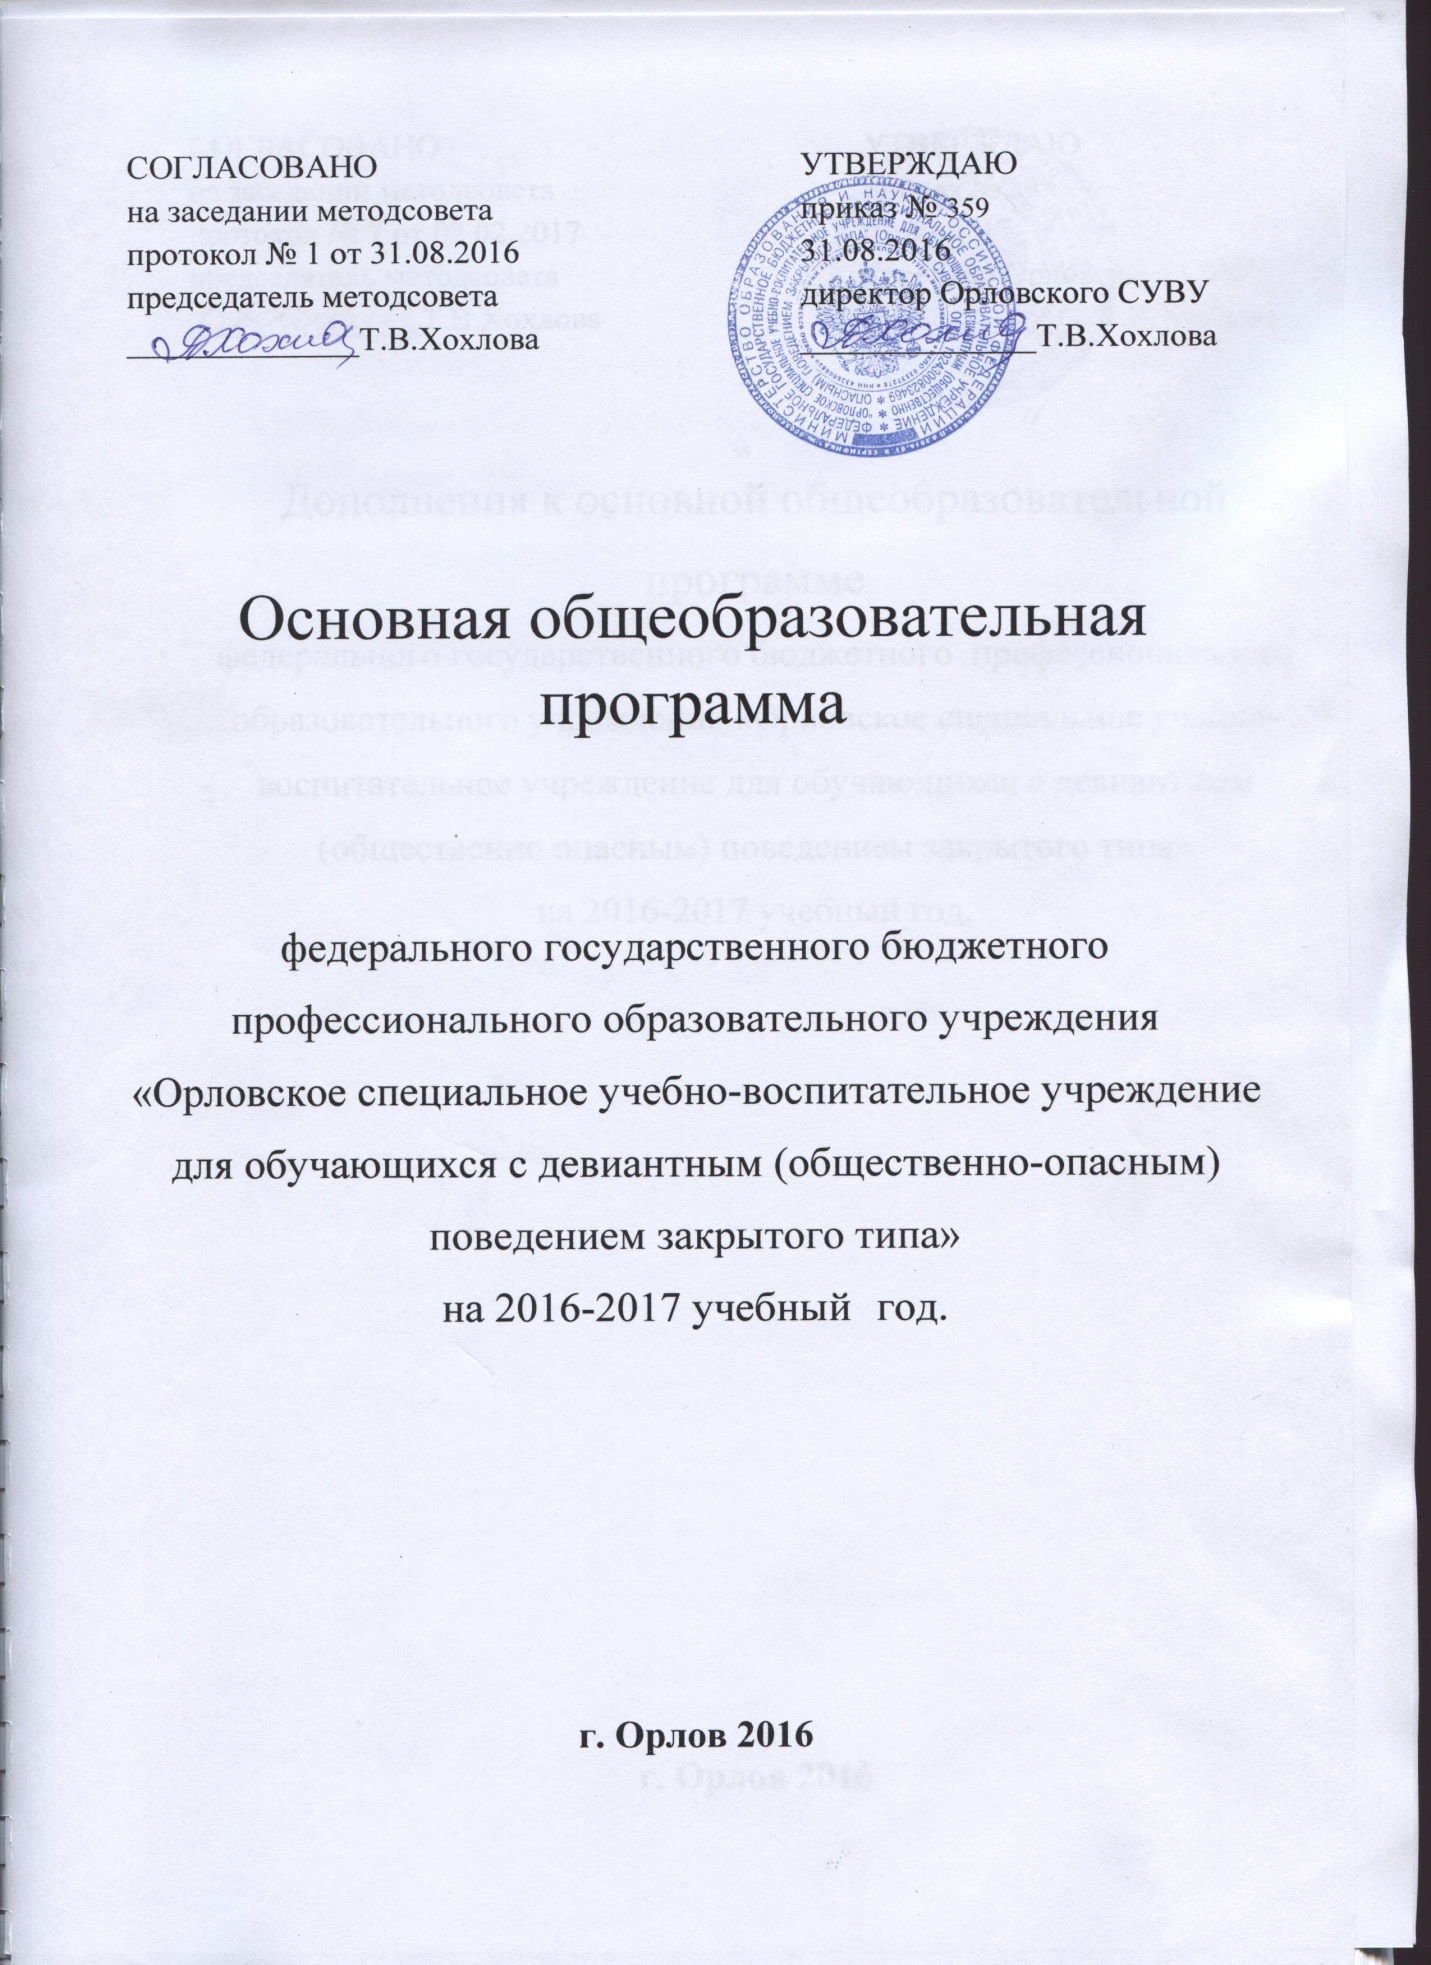 СОГЛАСОВАНО
на заседании методсовета
протокол № 1 от 31.08.2016
председатель методсовета
Т.В.Хохлова
УТВЕРЖДАЮ
приказ № 359
31.08.2016
директор Орловского СУВУ
Т.В.Хохлова
Основная общеобразовательная
программа
федерального государственного бюджетного
профессионального образовательного учреждения
«Орловское специальное учебно-воспитательное учреждение
для обучающихся с девиантным (общественно-опасным)
поведением закрытого типа»
на 2016-2017 учебный год.
г. Орлов 2016